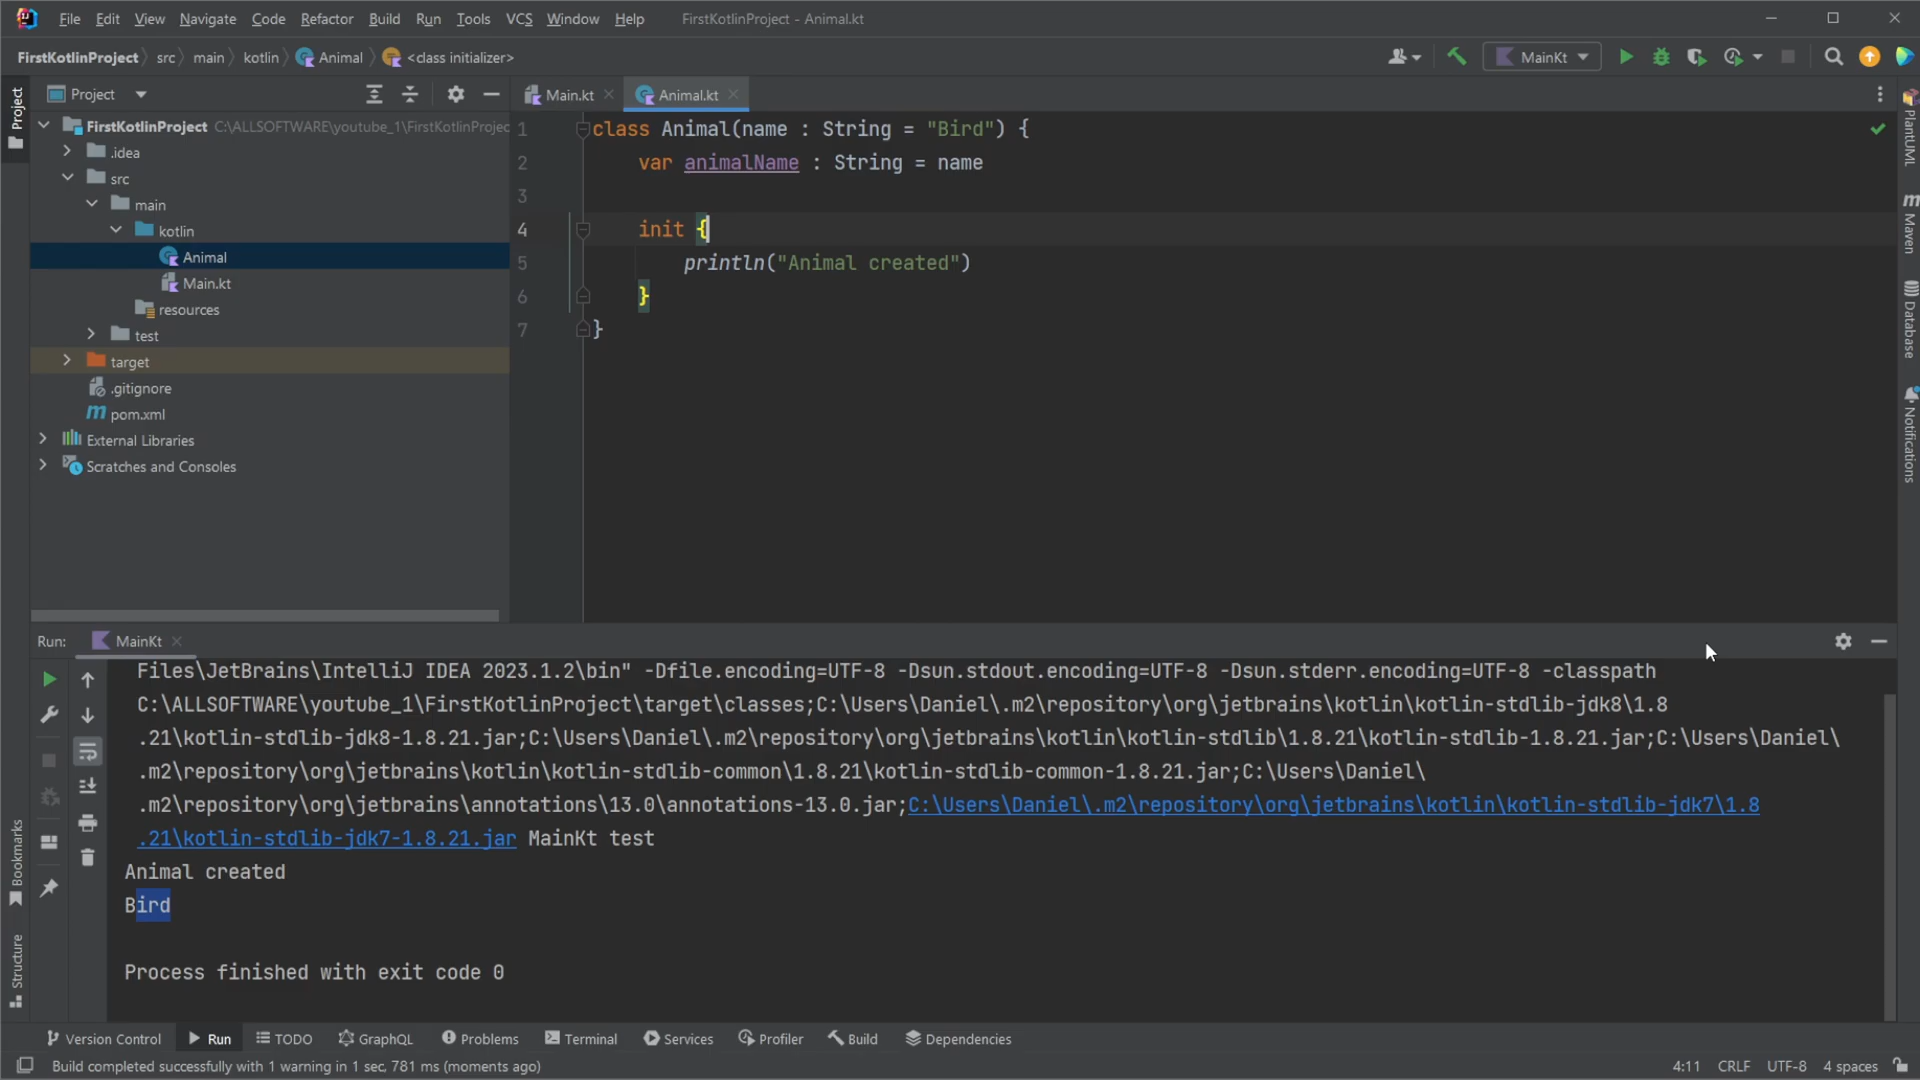 File Edit View Navigate Code Refactor Build Run Tools VCS Window Help FirstKotlinProject - Animal.kt
FirstKotlinProject src main kotlin Animal <class initializer> MainKt
Project
Project
Main.kt
Animal.kt
FirstKotlinProject C:\ALLSOFTWARE\youtube_1\FirstKotlinProjec
.idea
src
main
kotlin
Animal
Main.kt
resources
test
target
.gitignore
pom.xml
External Libraries
Scratches and Consoles
1 class Animal(name : String = "Bird") {
2 var animalName : String = name
3
4 init {
5 println("Animal created")
6 }
7 }
PlantUML
Maven
Database
Notifications
Run: MainKt
Files\JetBrains\IntelliJ IDEA 2023.1.2\bin" -Dfile.encoding=UTF-8 -Dsun.stdout.encoding=UTF-8 -Dsun.stderr.encoding=UTF-8 -classpath
C:\ALLSOFTWARE\youtube_1\FirstKotlinProject\target\classes;C:\Users\Daniel\.m2\repository\org\jetbrains\kotlin\kotlin-stdlib-jdk8\1.8
.21\kotlin-stdlib-jdk8-1.8.21.jar;C:\Users\Daniel\.m2\repository\org\jetbrains\kotlin\kotlin-stdlib\1.8.21\kotlin-stdlib-1.8.21.jar;C:\Users\Daniel\
.m2\repository\org\jetbrains\kotlin\kotlin-stdlib-common\1.8.21\kotlin-stdlib-common-1.8.21.jar;C:\Users\Daniel\
.m2\repository\org\jetbrains\annotations\13.0\annotations-13.0.jar;C:\Users\Daniel\.m2\repository\org\jetbrains\kotlin\kotlin-stdlib-jdk7\1.8
.21\kotlin-stdlib-jdk7-1.8.21.jar MainKt test
Animal created
Bird
Process finished with exit code 0
Bookmarks
Structure
Version Control Run TODO GraphQL Problems Terminal Services Profiler Build Dependencies
Build completed successfully with 1 warning in 1 sec, 781 ms (moments ago) 4:11 CRLF UTF-8 4 spaces